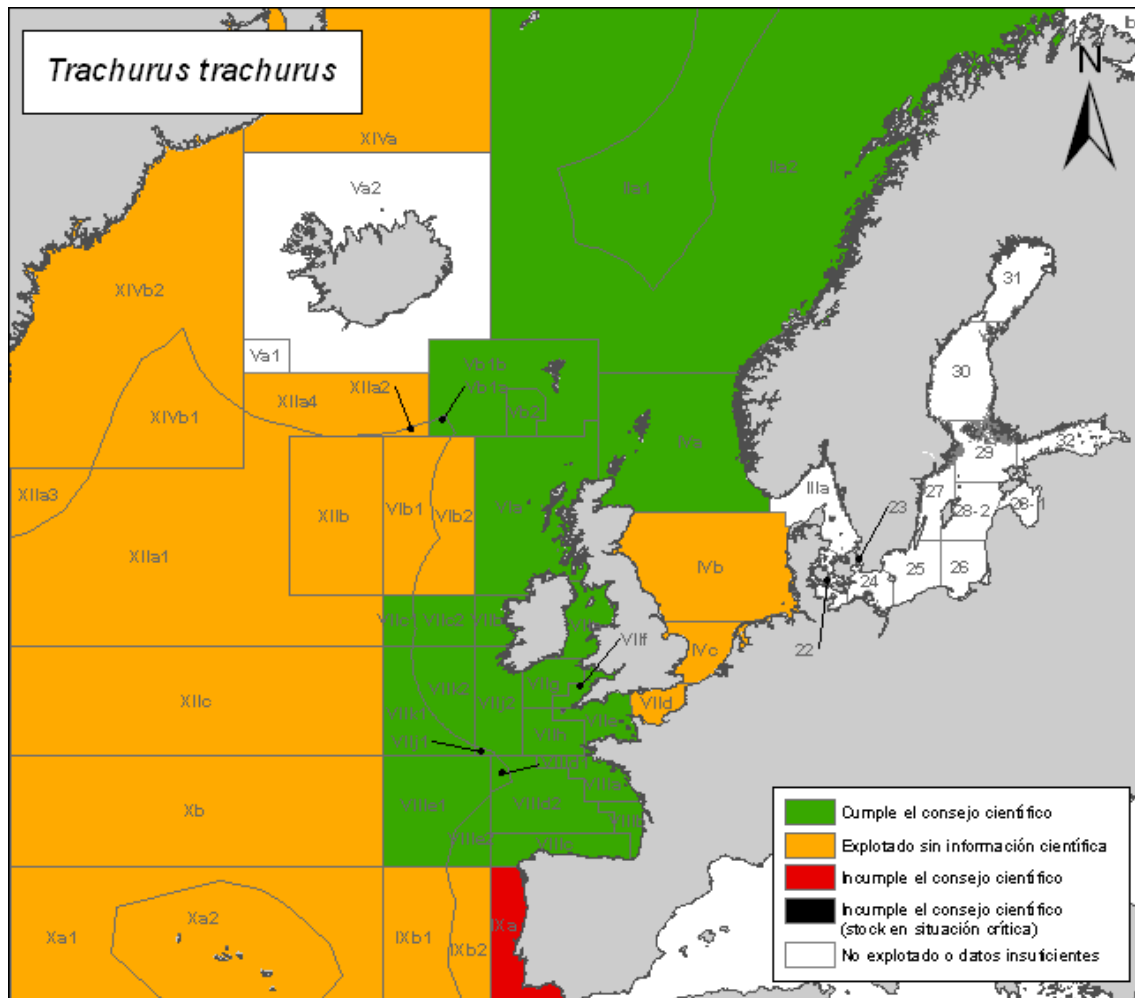 Trachurus trachurus
Ib
N
XIVa
IIa2
Va2
IIa1
31
XIVb2
Va1
XIIa2
Vb1b
30
XIIa4
Vb1a
Vb2
XIVb1
IVa
29
32
XIIa3
VIa
IIIa
27
XIIb
VIb1
VIb2
23
28-2
28-1
XIIa1
IVb
24
25
26
VIIc1
VIIc2
VIIb
VIIf
22
IVc
XIIc
VIIk2
VIIj2
VIIg
VIId
VIIk1
VIIe
VIIh
VIIj1
VIIId1
VIIIa
Xb
VIIIe1
VIIId2
VIIIb
VIIIe2
VIIIc
Cumple el consejo científico
Explotado sin información científica
Incumple el consejo científico
Incumple el consejo científico
(stock en situación crítica)
No explotado o datos insuficientes
Xa2
Xa1
IXb1
IXb2
IXa